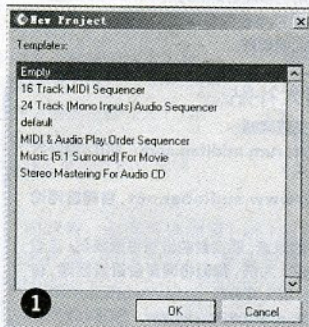 New Project
Templates:
Empty
16 Track MIDI Sequencer
24 Track (Mono Inputs) Audio Sequencer
default
MIDI & Audio Play Order Sequencer
Music (5.1 Surround) For Movie
Stereo Mastering For Audio CD
1
OK
Cancel